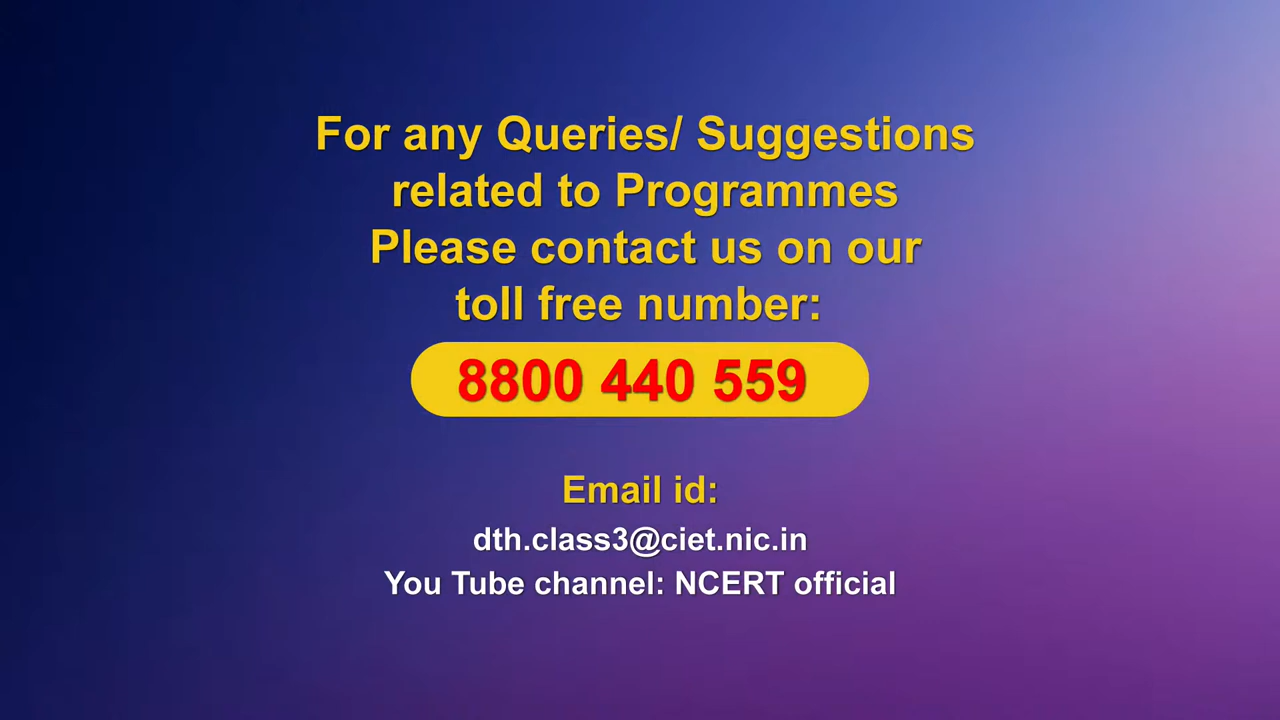 For any Queries/ Suggestions
related to Programmes
Please contact us on our
toll free number:
8800 440 559
Email id:
dth.class3@ciet.nic.in
You Tube channel: NCERT official